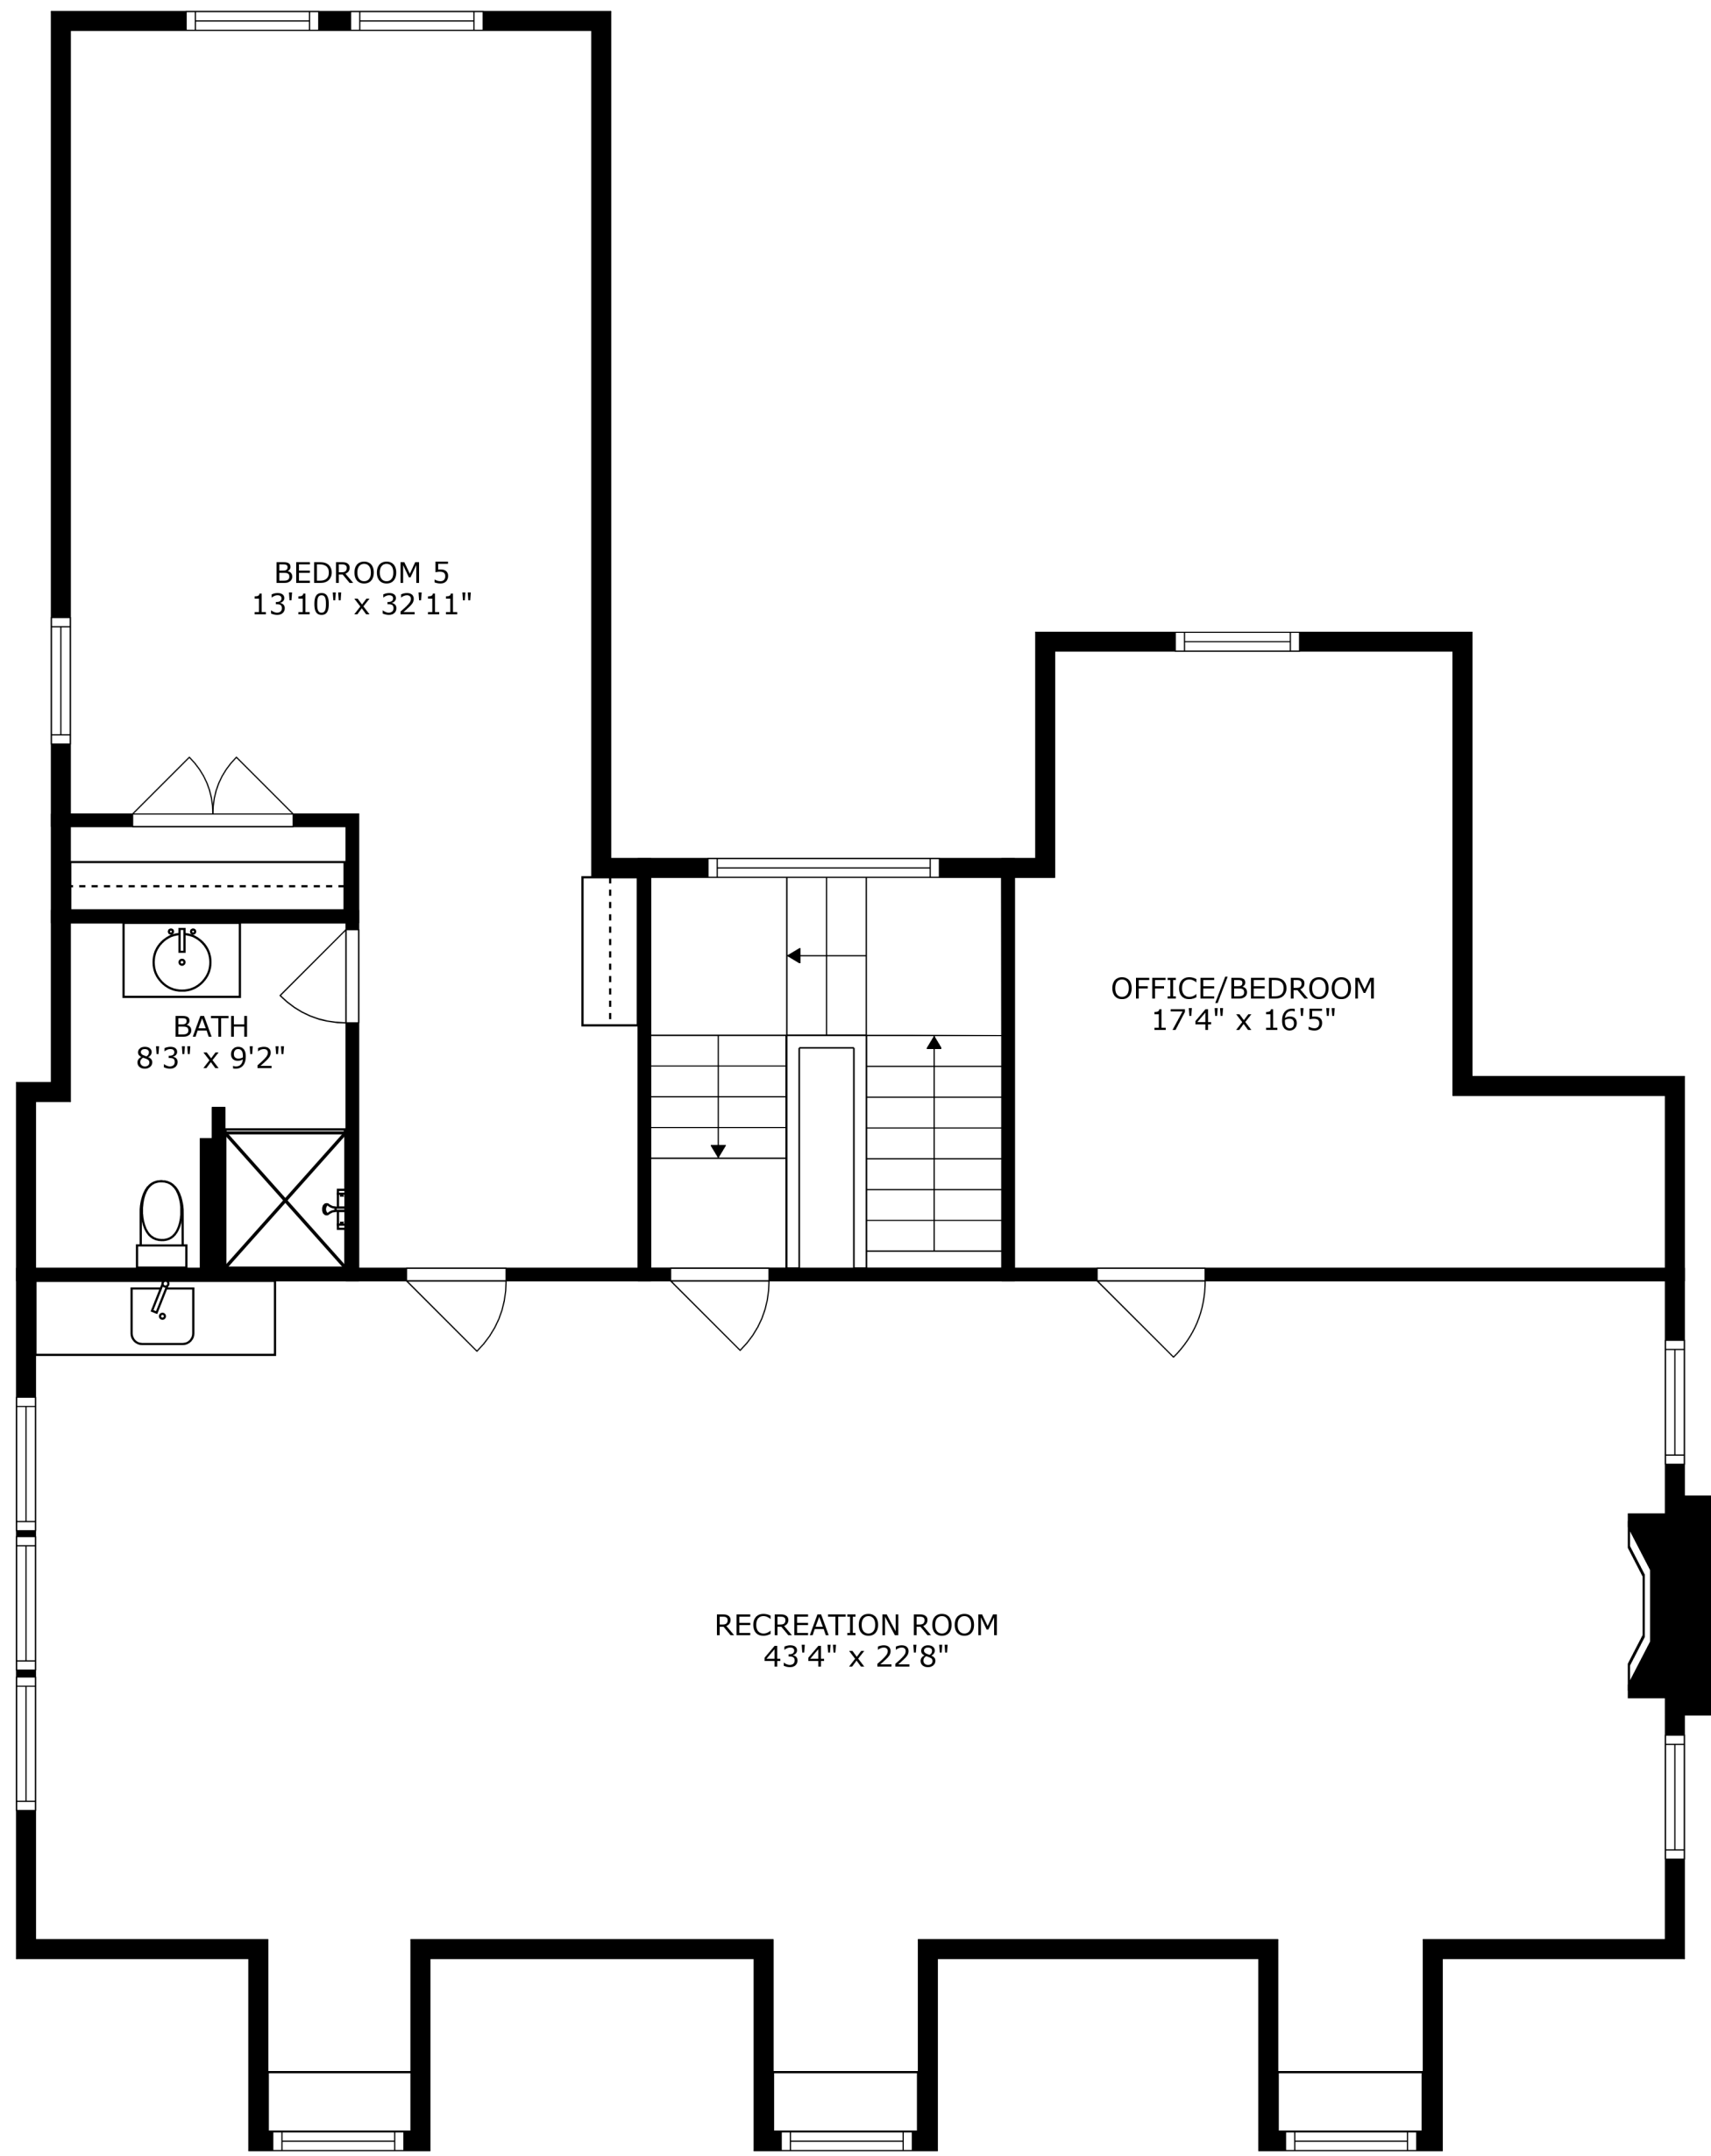 BEDROOM 5
13'10" x 32'11"
OFFICE/BEDROOM
17'4" x 16'5"
BATH
8'3" x 9'2"
RECREATION ROOM
43'4" x 22'8"